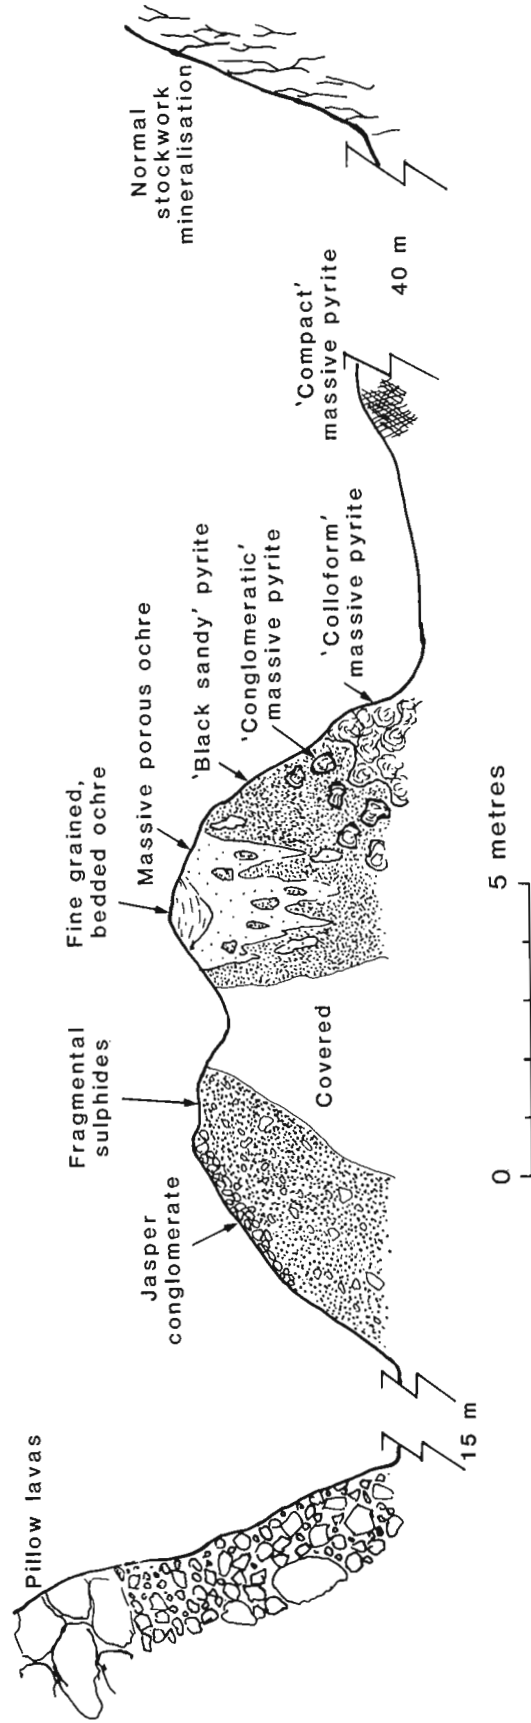 Pillow lavas
15 m
Jasper
conglomerate
Fragmental
sulphides
Covered
Fine grained,
bedded ochre
Massive porous ochre
'Black sandy' pyrite
'Conglomeratic'
massive pyrite
'Colloform'
massive pyrite
'Compact'
massive pyrite
40 m
Normal
stockwork
mineralisation
0
5 metres